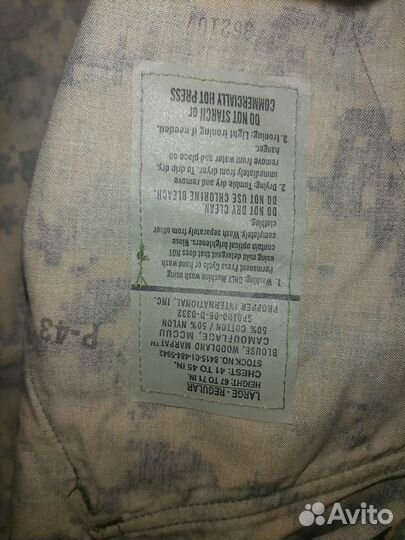 LARGE - REGULAR
HEIGHT: 67 TO 71 IN.
CHEST: 41 TO 45 IN.
STOCK NO. 8415-01-484-5942
BLOUSE, WOODLAND MARPAT™
CAMOUFLAGE, MCCUU
50% COTTON / 50% NYLON
SP0100-06-D-0332
PROPPER INTERNATIONAL, INC.
1. Washing: ONLY Machine wash using
Permanent Press Cycle or hand wash
using mild detergent that does NOT
contain optical brighteners. Rinse
completely. Wash separately from other
clothing.
DO NOT DRY CLEAN.
DO NOT USE CHLORINE BLEACH.
2. Drying: Tumble dry and remove
immediately from dryer. To drip dry,
remove from water and place on
hanger.
3. Ironing: Light ironing if needed.
DO NOT STARCH or
COMMERCIALLY HOT PRESS
Avito